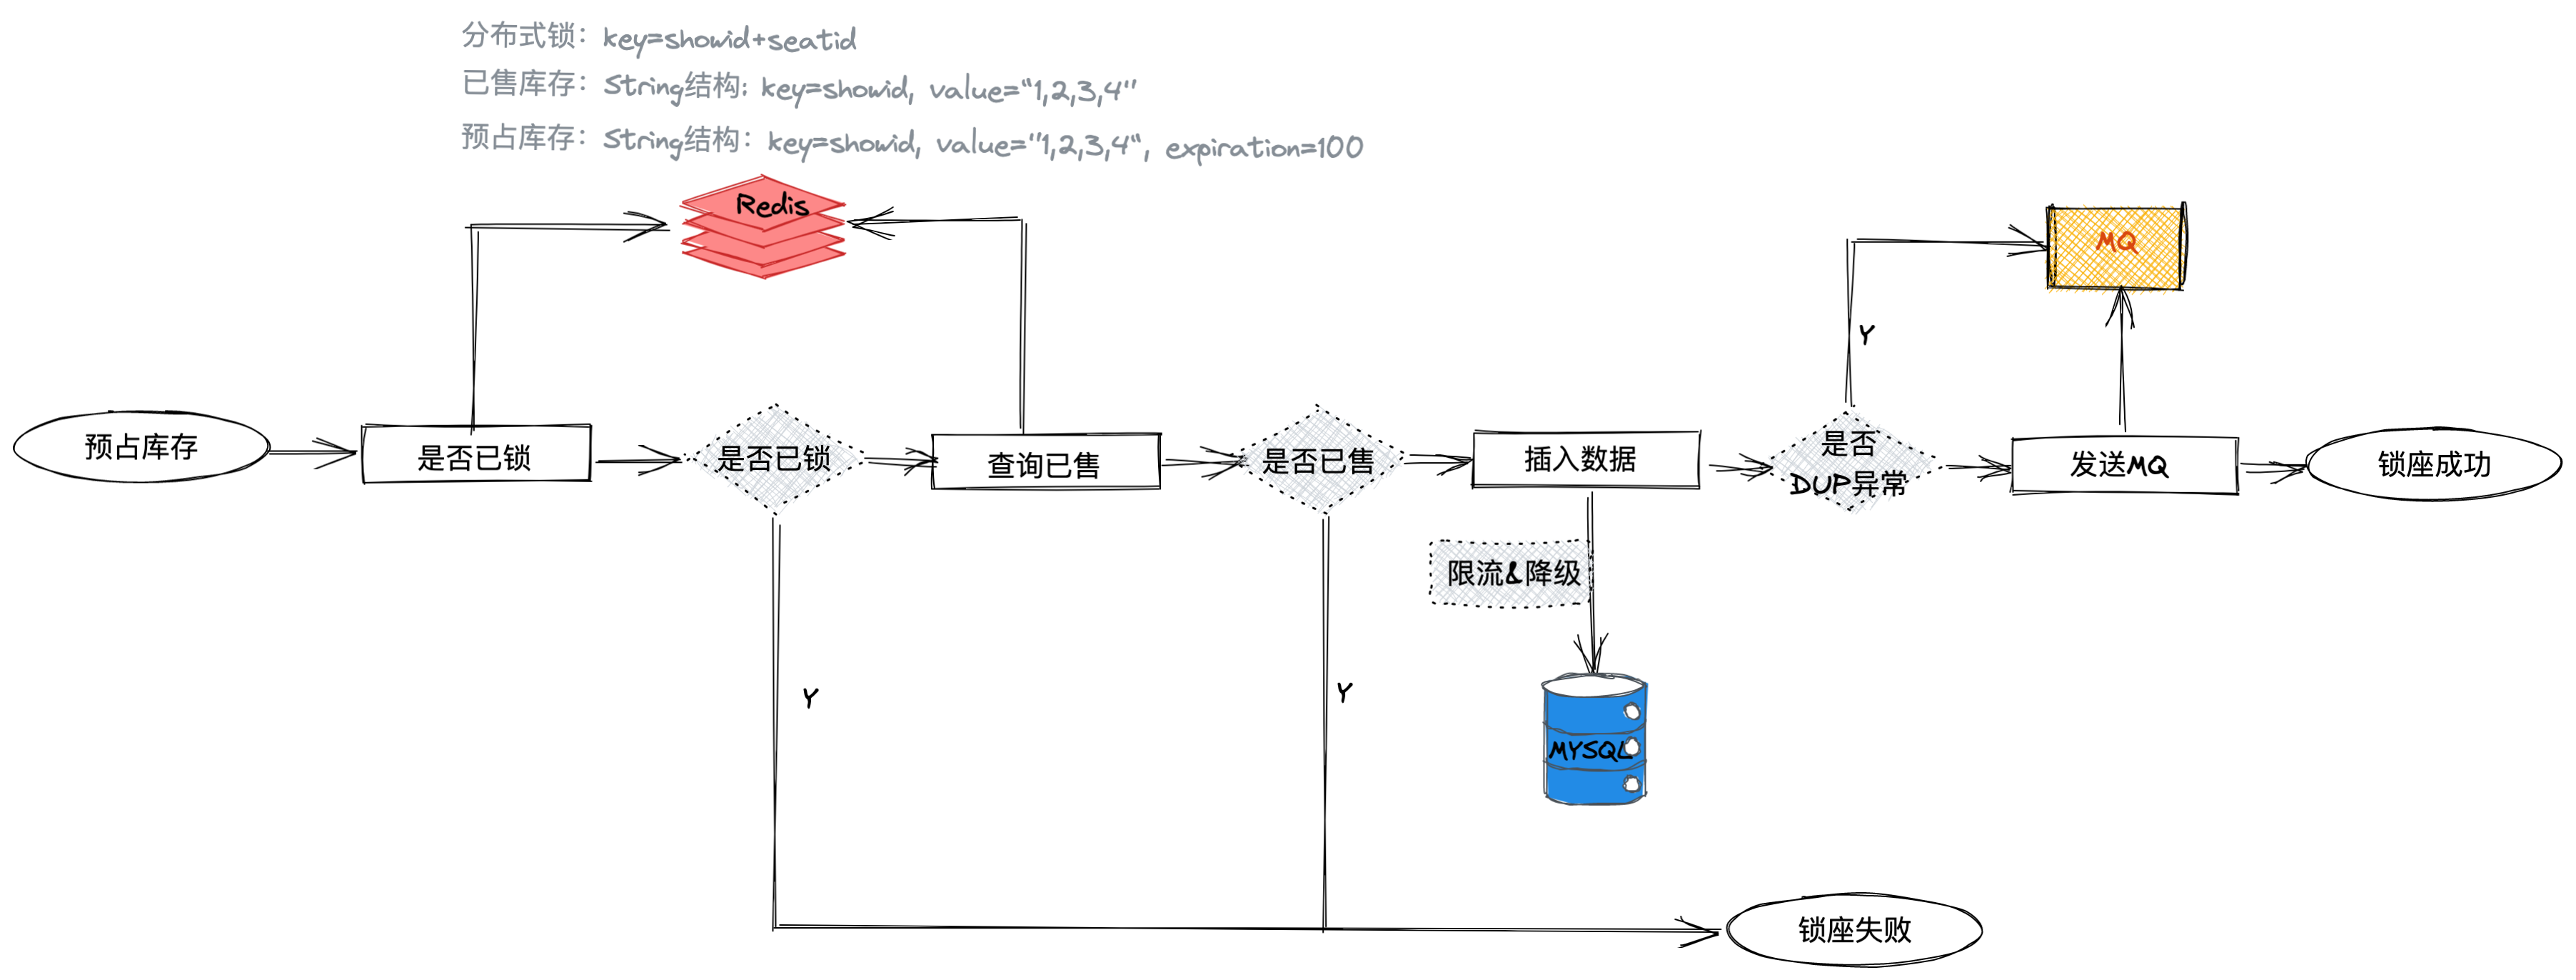 分布式锁：key=showid+seatid
已售库存：String结构：key=showid, value="1,2,3,4"
预占库存：String结构：key=showid, value="1,2,3,4", expiration=100
Redis
MQ
Y
预占库存
是否已锁
是否已锁
查询已售
是否已售
插入数据
是否
DUP异常
发送MQ
锁座成功
限流&降级
Y
Y
MYSQL
锁座失败